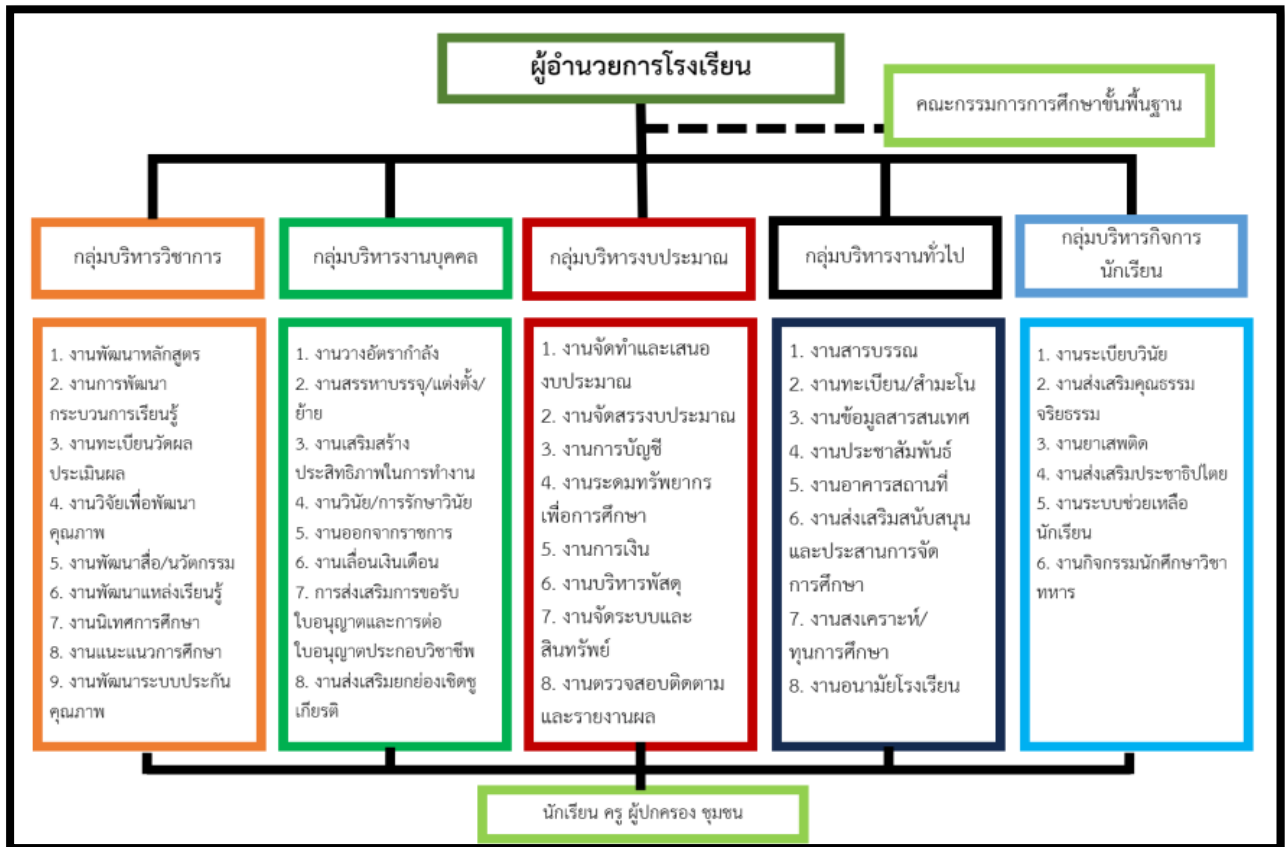 ผู้อำนวยการโรงเรียน
คณะกรรมการการศึกษาขั้นพื้นฐาน
กลุ่มบริหารวิชาการ
กลุ่มบริหารงานบุคคล
กลุ่มบริหารงบประมาณ
กลุ่มบริหารงานทั่วไป
กลุ่มบริหารกิจการ
นักเรียน
1. งานพัฒนาหลักสูตร
2. งานการพัฒนา
กระบวนการเรียนรู้
3. งานทะเบียนวัดผล
ประเมินผล
4. งานวิจัยเพื่อพัฒนา
คุณภาพ
5. งานพัฒนาสื่อ/นวัตกรรม
6. งานพัฒนาแหล่งเรียนรู้
7. งานนิเทศการศึกษา
8. งานแนะแนวการศึกษา
9. งานพัฒนาระบบประกัน
คุณภาพ
1. งานวางอัตรากำลัง
2. งานสรรหาบรรจุ/แต่งตั้ง/
ย้าย
3. งานเสริมสร้าง
ประสิทธิภาพในการทำงาน
4. งานวินัย/การรักษาวินัย
5. งานออกจากราชการ
6. งานเลื่อนเงินเดือน
7. การส่งเสริมการขอรับ
ใบอนุญาตและการต่อ
ใบอนุญาตประกอบวิชาชีพ
8. งานส่งเสริมยกย่องเชิดชู
เกียรติ
1. งานจัดทำและเสนอ
งบประมาณ
2. งานจัดสรรงบประมาณ
3. งานการบัญชี
4. งานระดมทรัพยากร
เพื่อการศึกษา
5. งานการเงิน
6. งานบริหารพัสดุ
7. งานจัดระบบและ
สินทรัพย์
8. งานตรวจสอบติดตาม
และรายงานผล
1. งานสารบรรณ
2. งานทะเบียน/สำมะโน
3. งานข้อมูลสารสนเทศ
4. งานประชาสัมพันธ์
5. งานอาคารสถานที่
6. งานส่งเสริมสนับสนุน
และประสานการจัด
การศึกษา
7. งานสงเคราะห์/
ทุนการศึกษา
8. งานอนามัยโรงเรียน
1. งานระเบียบวินัย
2. งานส่งเสริมคุณธรรม
จริยธรรม
3. งานยาเสพติด
4. งานส่งเสริมประชาธิปไตย
5. งานระบบช่วยเหลือ
นักเรียน
6. งานกิจกรรมนักศึกษาวิชา
ทหาร
นักเรียน ครู ผู้ปกครอง ชุมชน